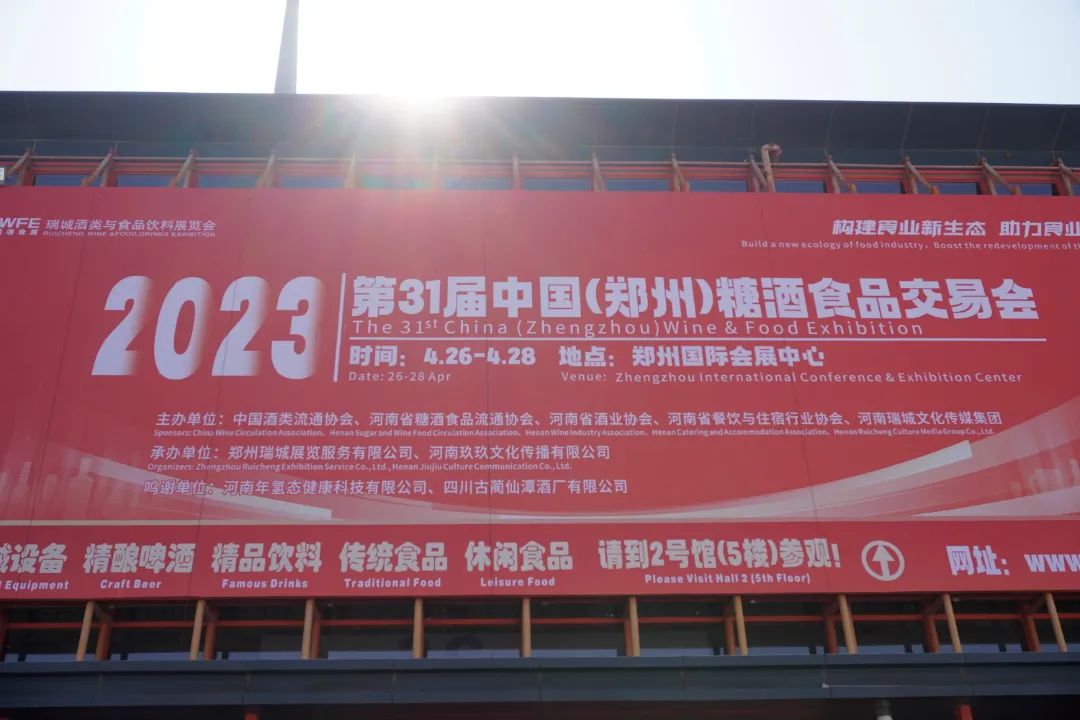 WFE 瑞城酒类与食品饮料展览会
RUICHENG WINE &FOOD,DRINKS EXHIBITION
构建食业新生态 助力食业
Build a new ecology of food industry, Boost the redevelopment of
2023
第31届中国(郑州)糖酒食品交易会
The 31st China (Zhengzhou)Wine & Food Exhibition
时间：4.26-4.28 地点：郑州国际会展中心
Date: 26-28 Apr Venue: Zhengzhou International Conference & Exhibition Center
主办单位：中国酒类流通协会、河南省糖酒食品流通协会、河南省酒业协会、河南省餐饮与住宿行业协会、河南瑞城文化传媒集团
Sponsors: China Wine Circulation Association、Henan Sugar and Wine Food Circulation Association、Henan Wine Industry Association、Henan Catering and Accommodation Association、Henan Ruicheng Culture Media Group Co., Ltd.
承办单位：郑州瑞城展览服务有限公司、河南玖玖文化传播有限公司
Organizers: Zhengzhou Ruicheng Exhibition Service Co., Ltd., Henan Jiujiu Culture Communication Co., Ltd.
鸣谢单位：河南年氢态健康科技有限公司、四川古蔺仙潭酒厂有限公司
设备 精酿啤酒 精品饮料 传统食品 休闲食品 请到2号馆(5楼)参观! 网址：www
Equipment Craft Beer Famous Drinks Traditional Food Leisure Food Please Visit Hall 2 (5th Floor)